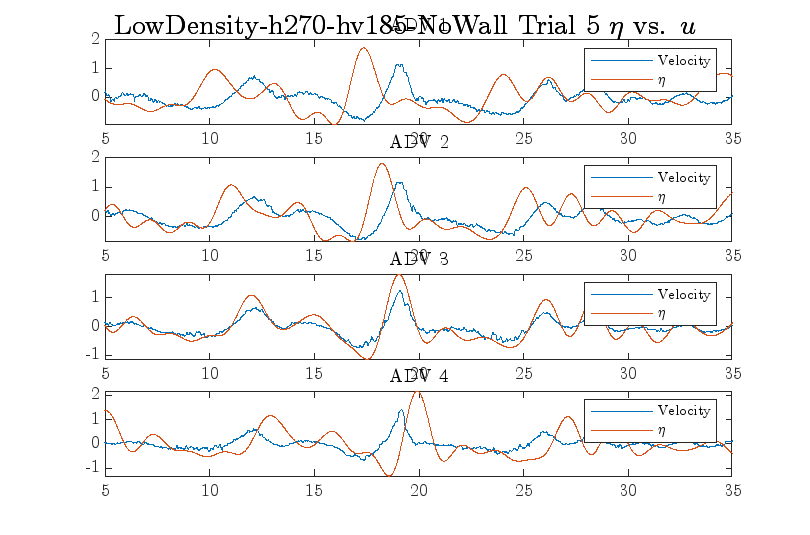 LowDensity-h270-hv185-NoWall Trial 5 η vs. u
ADV 1
2
1
0
Velocity
η
5 10 15 20 25 30 35
ADV 2
2
1
0
Velocity
η
5 10 15 20 25 30 35
ADV 3
1
0
-1
Velocity
η
5 10 15 20 25 30 35
ADV 4
2
1
0
-1
Velocity
η
5 10 15 20 25 30 35